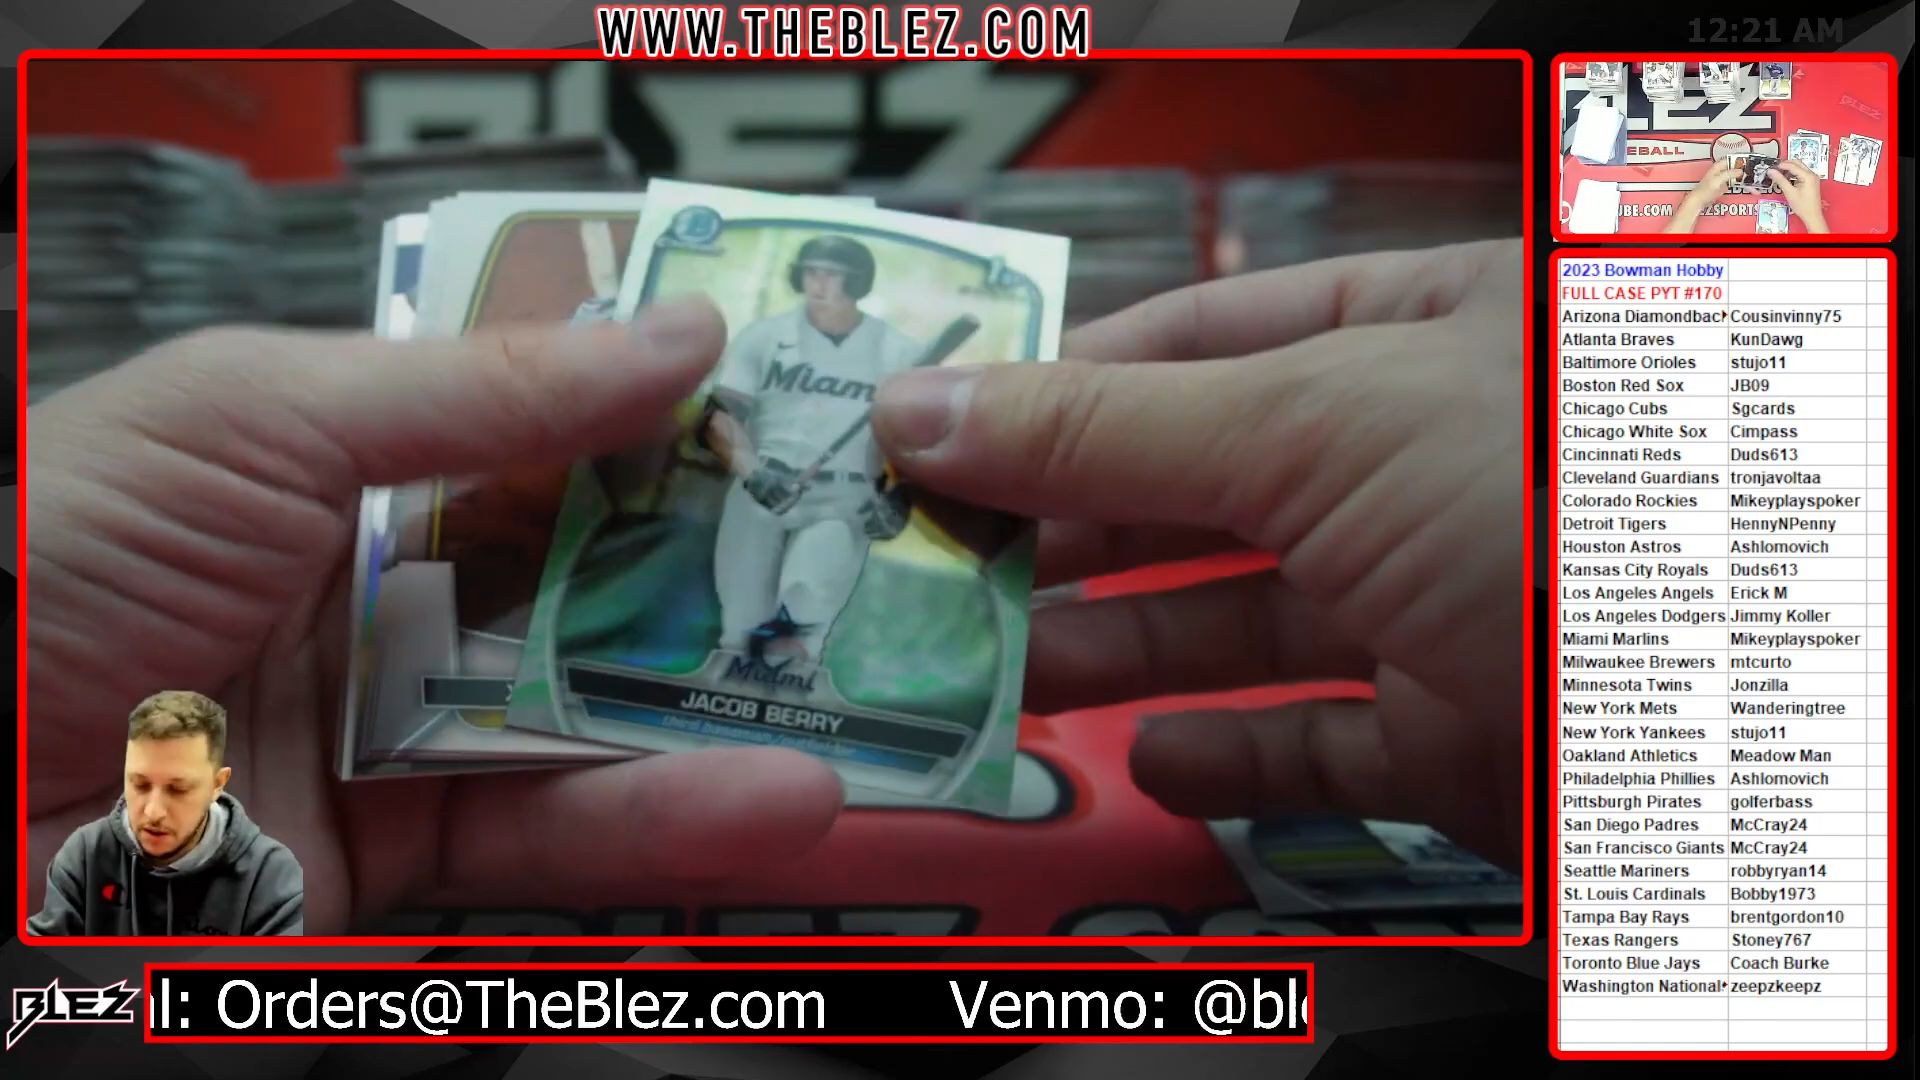 WWW.THEBLEZ.COM
12:21 AM
BLEZ
Miami
Miami
JACOB BERRY
BLEZ
EBALL
UBE.COM
2023 Bowman Hobby
FULL CASE PYT #170
Arizona Diamondbac Cousinvinny75
Atlanta Braves KunDawg
Baltimore Orioles stujo11
Boston Red Sox JB09
Chicago Cubs Sgcards
Chicago White Sox Cimpass
Cincinnati Reds Duds613
Cleveland Guardians tronjavoltaa
Colorado Rockies Mikeyplayspoker
Detroit Tigers HennyNPenny
Houston Astros Ashlomovich
Kansas City Royals Duds613
Los Angeles Angels Erick M
Los Angeles Dodgers Jimmy Koller
Miami Marlins Mikeyplayspoker
Milwaukee Brewers mtcurto
Minnesota Twins Jonzilla
New York Mets Wanderingtree
New York Yankees stujo11
Oakland Athletics Meadow Man
Philadelphia Phillies Ashlomovich
Pittsburgh Pirates golferbass
San Diego Padres McCray24
San Francisco Giants McCray24
Seattle Mariners robbyryan14
St. Louis Cardinals Bobby1973
Tampa Bay Rays brentgordon10
Texas Rangers Stoney767
Toronto Blue Jays Coach Burke
Washington National zeepzkeepz
BLEZ
l: Orders@TheBlez.com Venmo: @ble